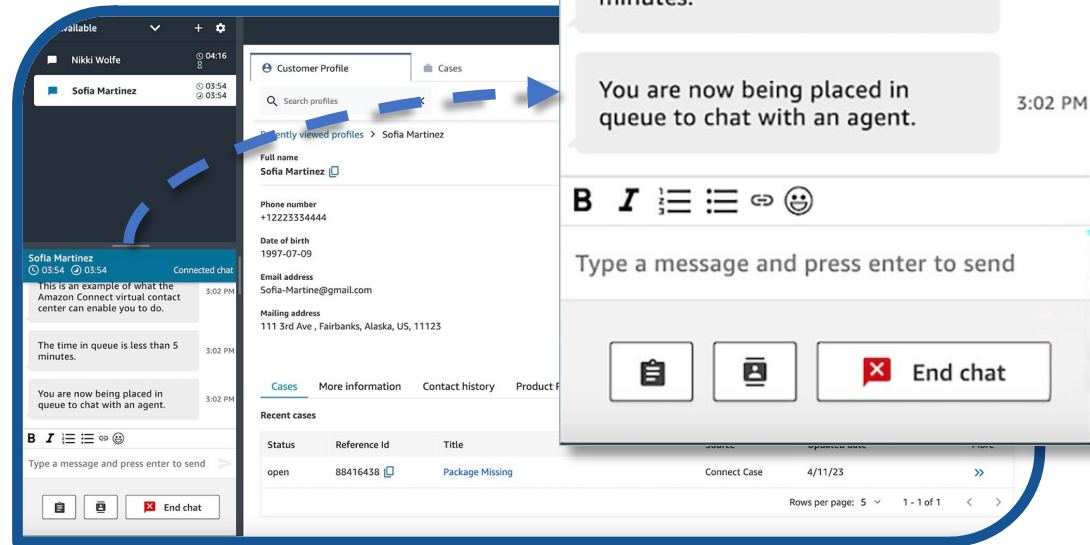 +
Nikki Wolfe
04:16
Sofia Martinez
03:54
03:54
Sofia Martinez
03:54 03:54
Connected chat
This is an example of what the
Amazon Connect virtual contact
center can enable you to do.
3:02 PM
The time in queue is less than 5
minutes.
3:02 PM
You are now being placed in
queue to chat with an agent.
3:02 PM
B I
Type a message and press enter to send
End chat
Customer Profile
Cases
Search profiles
viewed profiles > Sofia Martinez
Full name
Sofia Martinez
Phone number
+12223334444
Date of birth
1997-07-09
Email address
Sofia-Martine@gmail.com
Mailing address
111 3rd Ave , Fairbanks, Alaska, US, 11123
Cases
More information
Contact history
Product
Recent cases
Status
Reference Id
Title
open
88416438
Package Missing
Connect Case
4/11/23
Rows per page: 5
1 - 1 of 1
minutes.
You are now being placed in
queue to chat with an agent.
3:02 PM
B I
Type a message and press enter to send
End chat